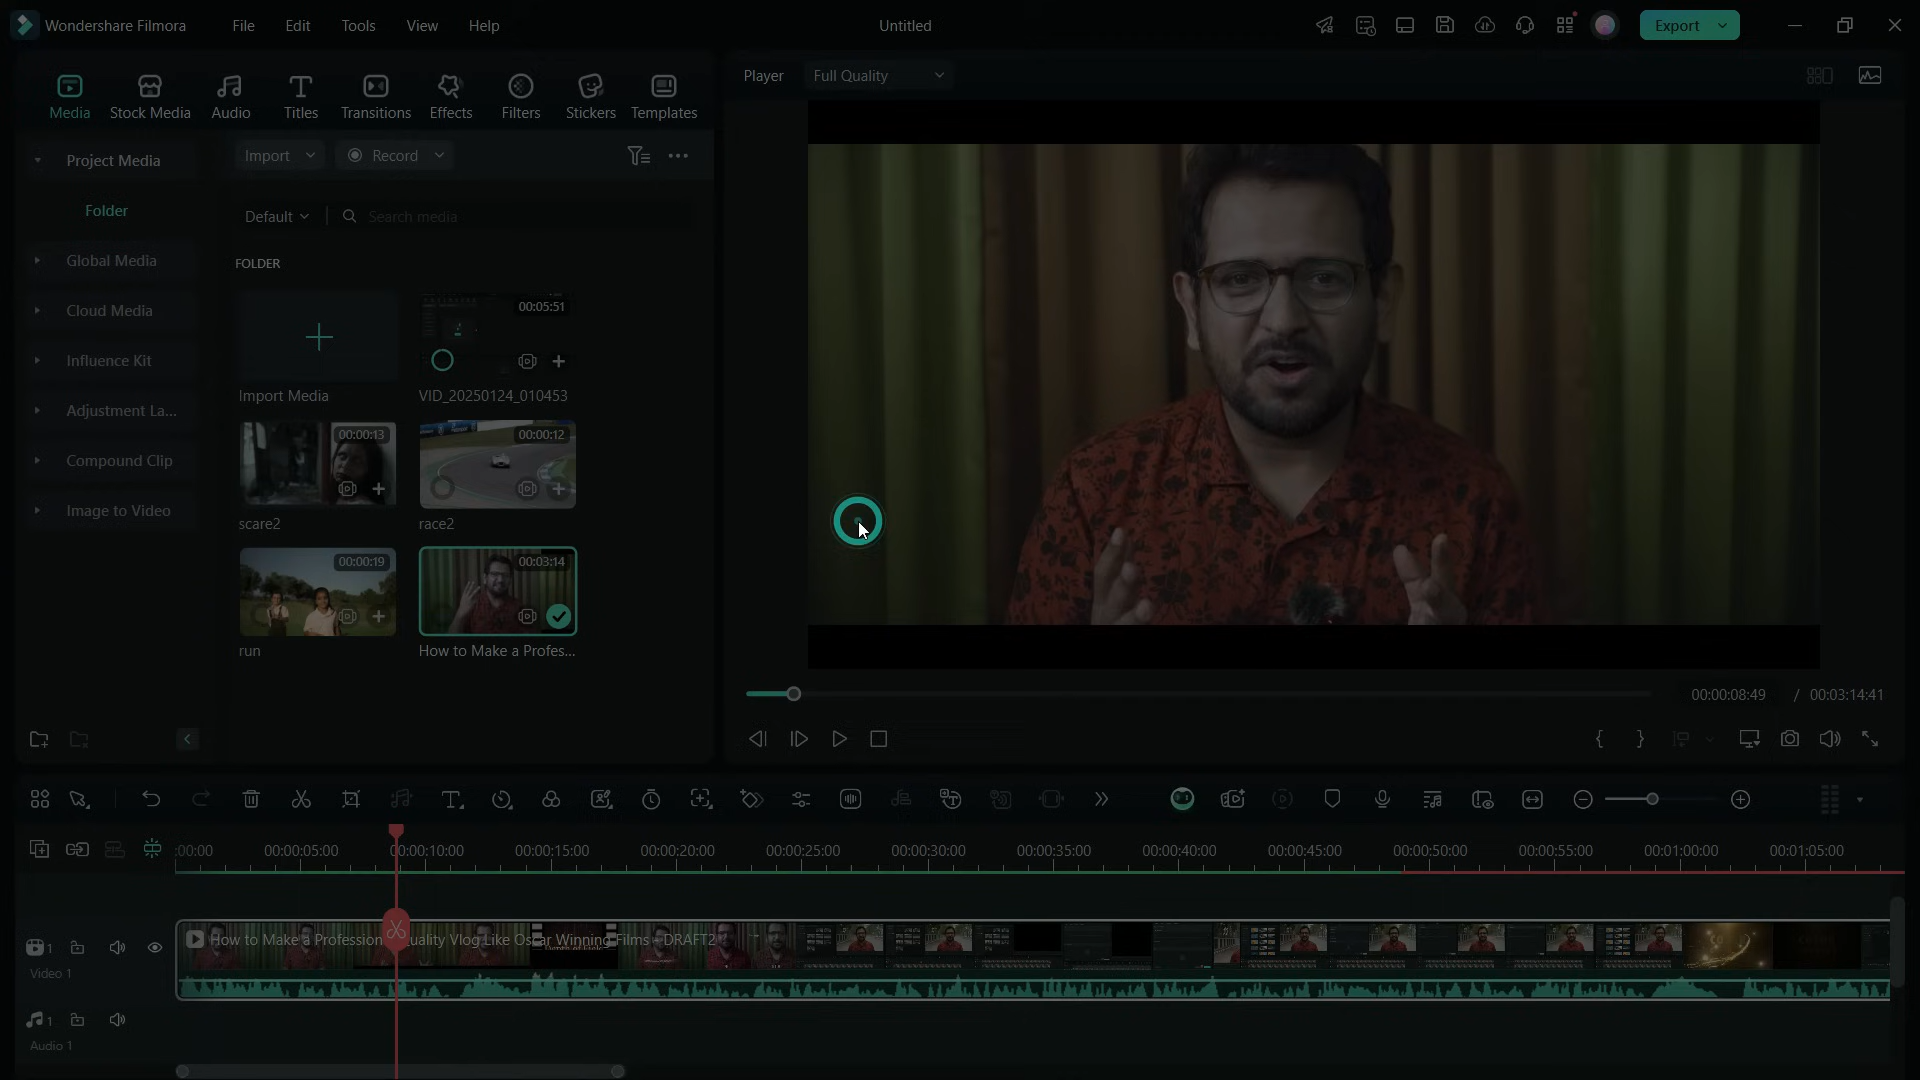 Wondershare Filmora File Edit Tools View Help Untitled Export
Media Stock Media Audio Titles Transitions Effects Filters Stickers Templates
Player Full Quality
Project Media
Folder
Global Media
Cloud Media
Influence Kit
Adjustment La...
Compound Clip
Image to Video
Import Record
Default Search media
FOLDER
00:05:51
Import Media VID_20250124_010453
00:00:13 00:00:12
scare2 race2
00:00:19 00:03:14
run How to Make a Profes...
00:00:08:49 / 00:03:14:41
:00:00 00:00:05:00 00:00:10:00 00:00:15:00 00:00:20:00 00:00:25:00 00:00:30:00 00:00:35:00 00:00:40:00 00:00:45:00 00:00:50:00 00:00:55:00 00:01:00:00 00:01:05:00
1 How to Make a Profession uality Vlog Like Oscar Winning Films - DRAFT2
Video 1
1
Audio 1